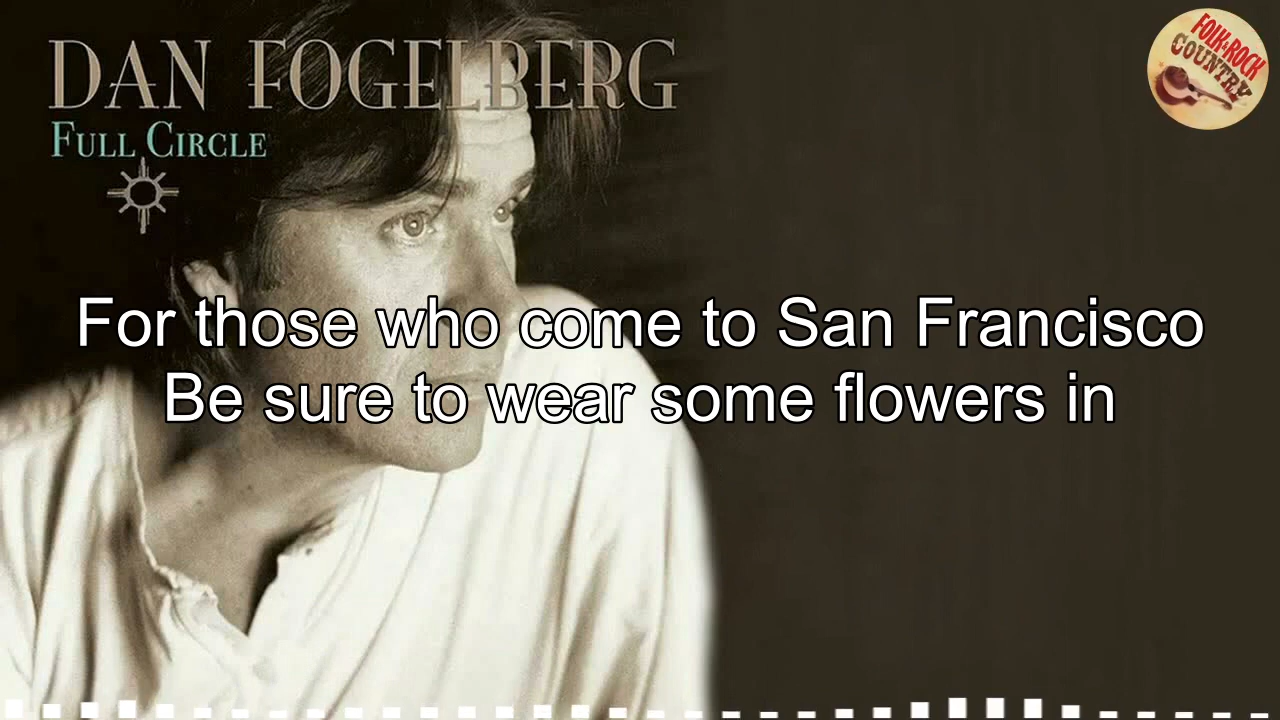 DAN FOGELBERG
FULL CIRCLE
FOLK & ROCK
COUNTRY
For those who come to San Francisco
Be sure to wear some flowers in